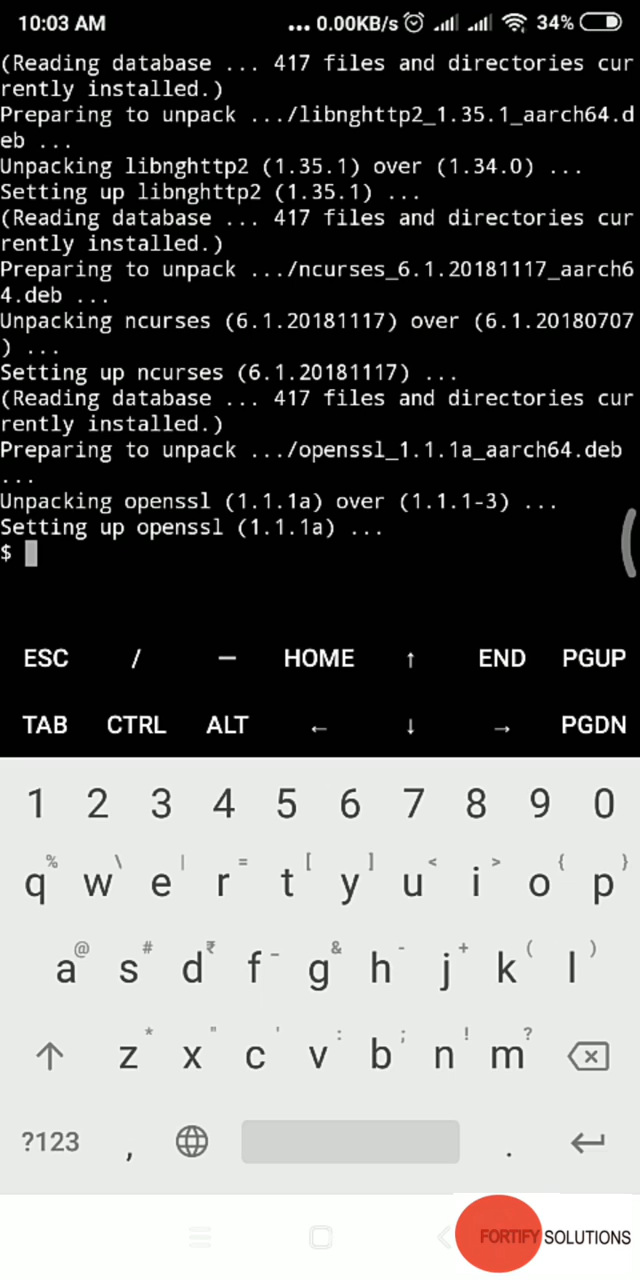 10:03 AM ... 0.00KB/s 34%
(Reading database ... 417 files and directories cur
rently installed.)
Preparing to unpack .../libnghttp2_1.35.1_aarch64.d
eb ...
Unpacking libnghttp2 (1.35.1) over (1.34.0) ...
Setting up libnghttp2 (1.35.1) ...
(Reading database ... 417 files and directories cur
rently installed.)
Preparing to unpack .../ncurses_6.1.20181117_aarch6
4.deb ...
Unpacking ncurses (6.1.20181117) over (6.1.20180707
) ...
Setting up ncurses (6.1.20181117) ...
(Reading database ... 417 files and directories cur
rently installed.)
Preparing to unpack .../openssl_1.1.1a_aarch64.deb
...
Unpacking openssl (1.1.1a) over (1.1.1-3) ...
Setting up openssl (1.1.1a) ...
$
ESC / — HOME ↑ END PGUP
TAB CTRL ALT ← ↓ → PGDN
1 2 3 4 5 6 7 8 9 0
% \ | = [ ] < > { }
q w e r t y u i o p
@ # ₹ _ & - + ( )
a s d f g h j k l
* " ' : ; ! ?
z x c v b n m
?123 , .
FORTIFY SOLUTIONS